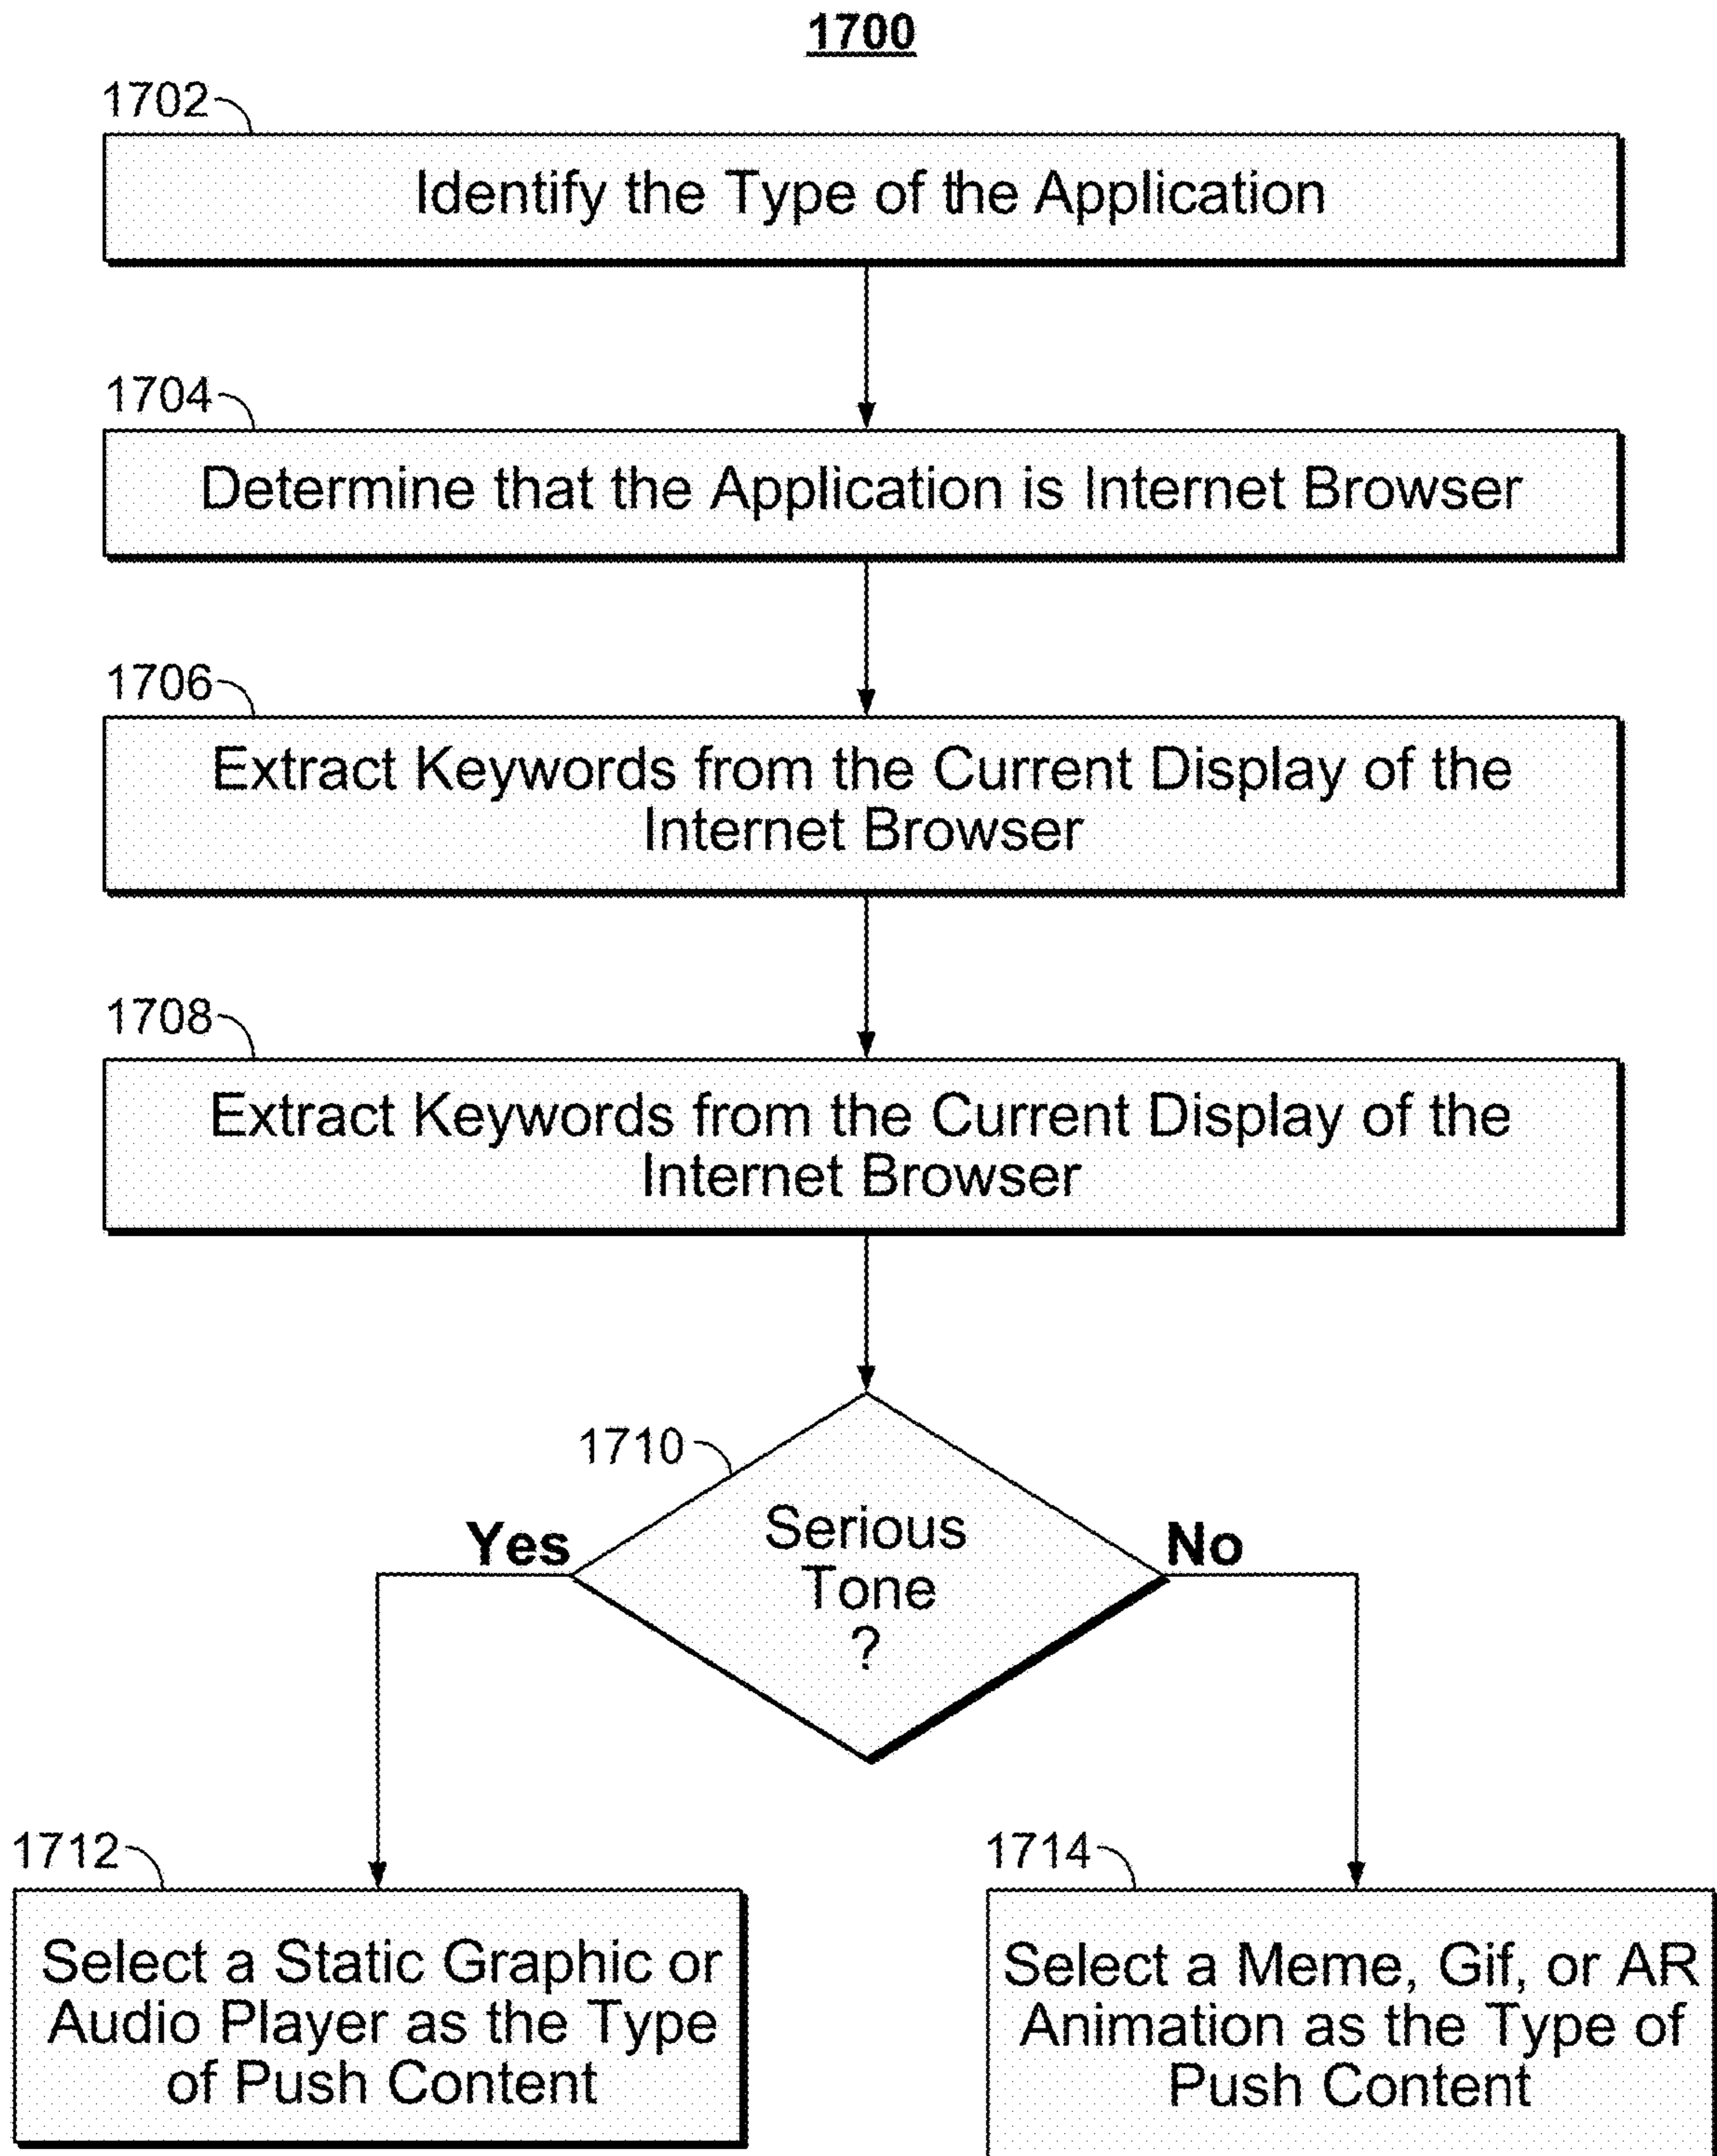 1700
1702
Identify the Type of the Application
1704
Determine that the Application is Internet Browser
1706
Extract Keywords from the Current Display of the
Internet Browser
1708
Extract Keywords from the Current Display of the
Internet Browser
1710
Serious
Tone
?
Yes
No
1712
Select a Static Graphic or
Audio Player as the Type
of Push Content
1714
Select a Meme, Gif, or AR
Animation as the Type of
Push Content